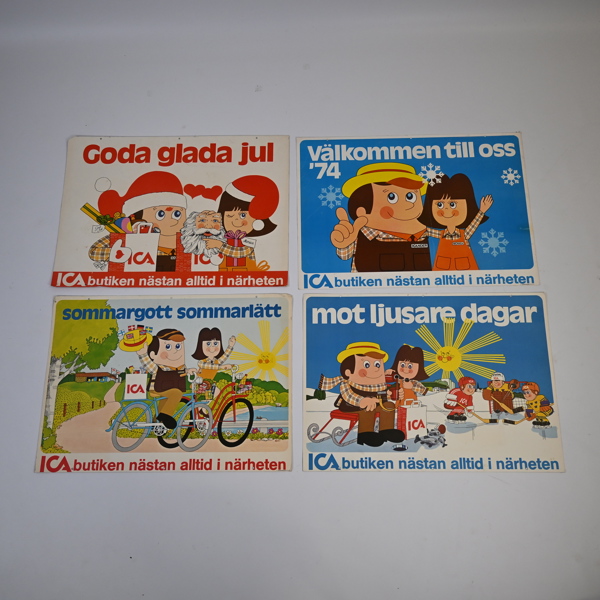 Goda glada jul
ICA
ICA
ICA butiken nästan alltid i närheten
Välkommen till oss
'74
ICA butiken nästan alltid i närheten
sommargott sommarlätt
ICA
ICA butiken nästan alltid i närheten
mot ljusare dagar
ICA
ICA butiken nästan alltid i närheten